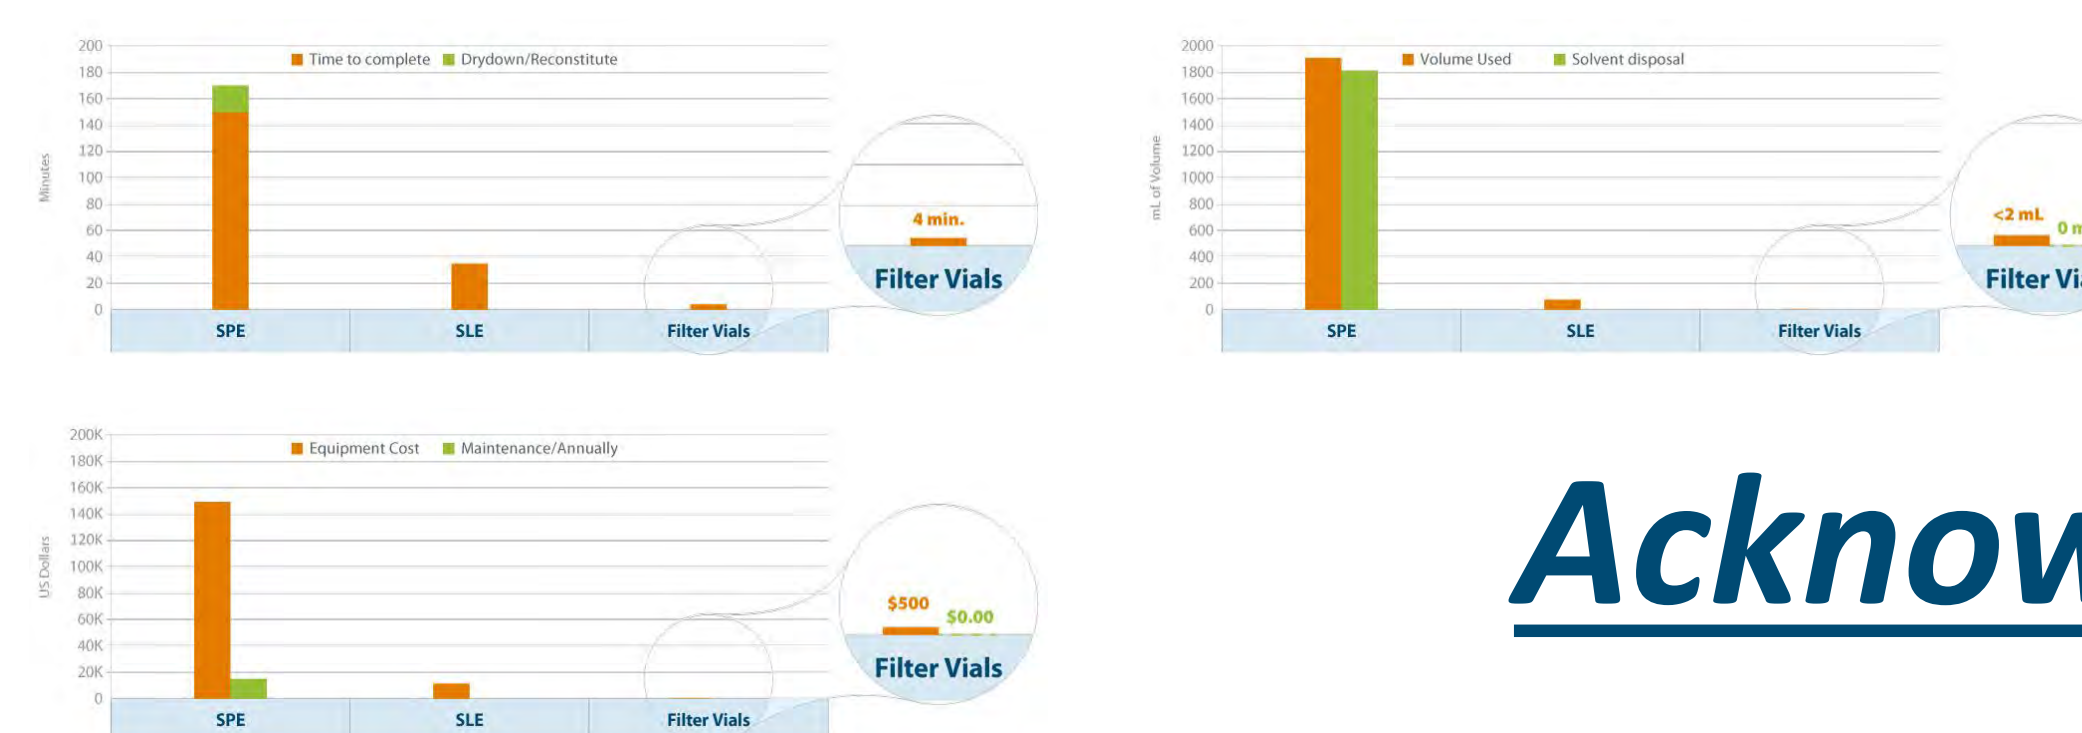 Time to complete Drydown/Reconstitute
Minutes
200
180
160
140
120
100
80
60
40
20
0
SPE SLE Filter Vials
4 min.
Filter Vials
Volume Used Solvent disposal
mL of Volume
2000
1800
1600
1400
1200
1000
800
600
400
200
0
SPE SLE Filter Vials
<2 mL
0 m
Filter Via
Equipment Cost Maintenance/Annually
US Dollars
200K
180K
160K
140K
120K
100K
80K
60K
40K
20K
0
SPE SLE Filter Vials
$500
$0.00
Filter Vials
Acknow